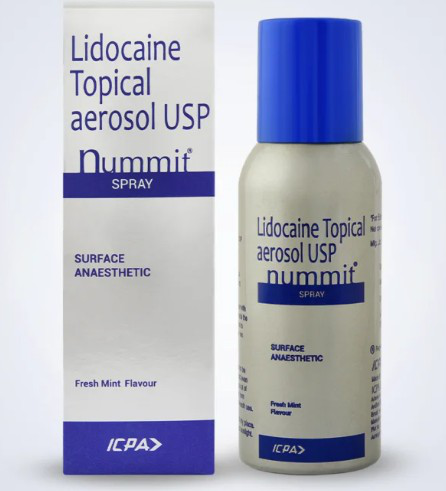 Lidocaine
Topical
aerosol USP
nummit®
SPRAY
SURFACE
ANAESTHETIC
Fresh Mint Flavour
ICPA
Lidocaine Topical
aerosol USP
nummit®
SPRAY
SURFACE
ANAESTHETIC
Fresh Mint
Flavour
ICPA